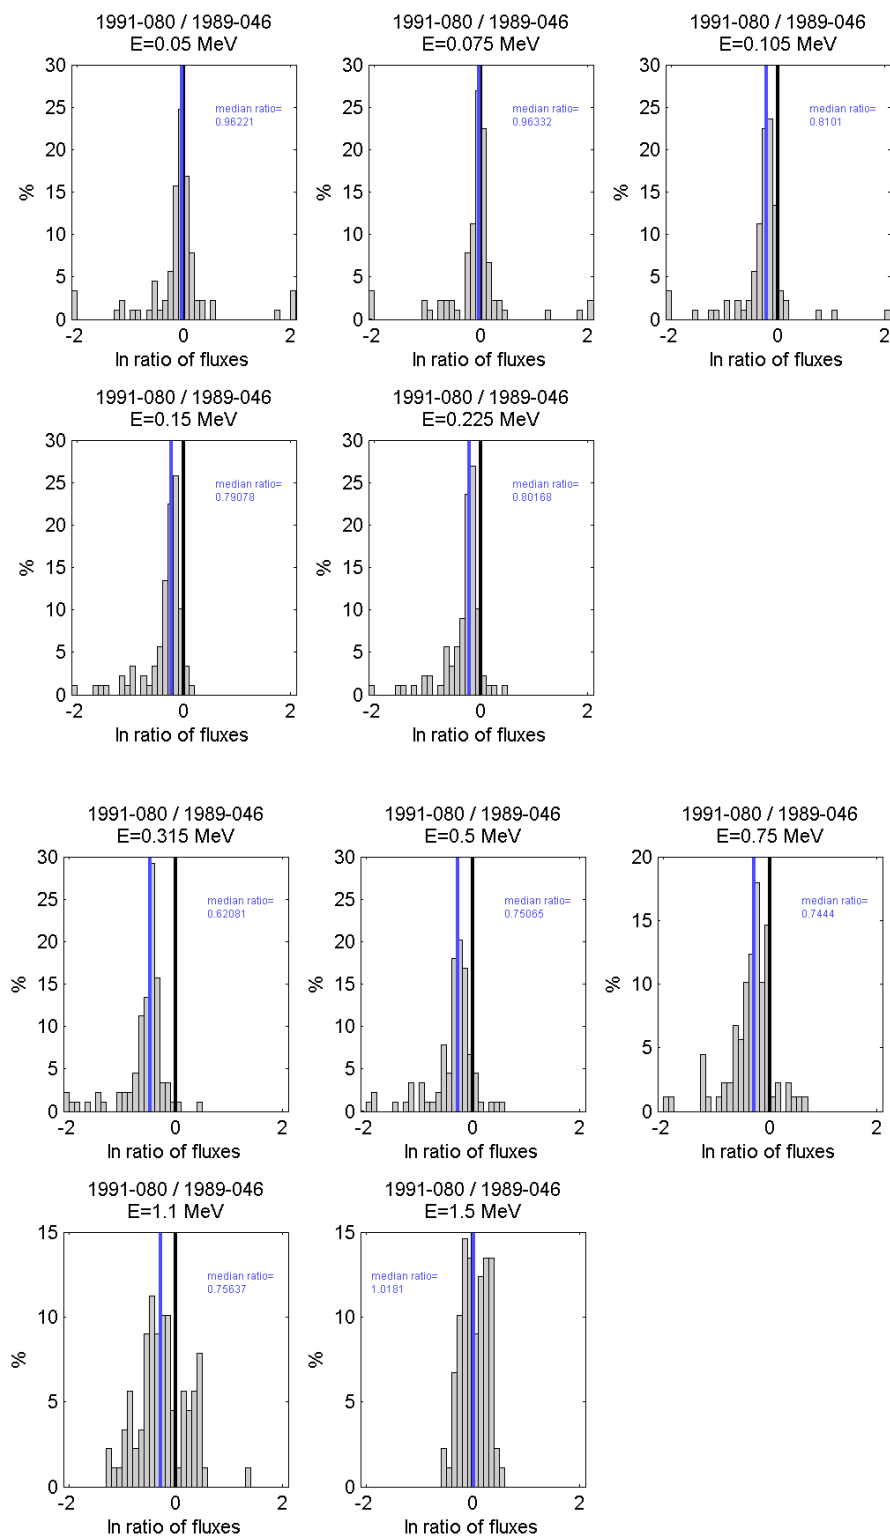 1991-080 / 1989-046
E=0.05 MeV
30
25
20
15
10
5
0
%
median ratio=
0.96221
-2 0 2
ln ratio of fluxes
1991-080 / 1989-046
E=0.075 MeV
30
25
20
15
10
5
0
%
median ratio=
0.96332
-2 0 2
ln ratio of fluxes
1991-080 / 1989-046
E=0.105 MeV
30
25
20
15
10
5
0
%
median ratio=
0.8101
-2 0 2
ln ratio of fluxes
1991-080 / 1989-046
E=0.15 MeV
30
25
20
15
10
5
0
%
median ratio=
0.79078
-2 0 2
ln ratio of fluxes
1991-080 / 1989-046
E=0.225 MeV
30
25
20
15
10
5
0
%
median ratio=
0.80168
-2 0 2
ln ratio of fluxes
1991-080 / 1989-046
E=0.315 MeV
30
25
20
15
10
5
0
%
median ratio=
0.62081
-2 0 2
ln ratio of fluxes
1991-080 / 1989-046
E=0.5 MeV
30
25
20
15
10
5
0
%
median ratio=
0.75065
-2 0 2
ln ratio of fluxes
1991-080 / 1989-046
E=0.75 MeV
20
15
10
5
0
%
median ratio=
0.7444
-2 0 2
ln ratio of fluxes
1991-080 / 1989-046
E=1.1 MeV
15
10
5
0
%
median ratio=
0.75637
-2 0 2
ln ratio of fluxes
1991-080 / 1989-046
E=1.5 MeV
15
10
5
0
%
median ratio=
1.0181
-2 0 2
ln ratio of fluxes